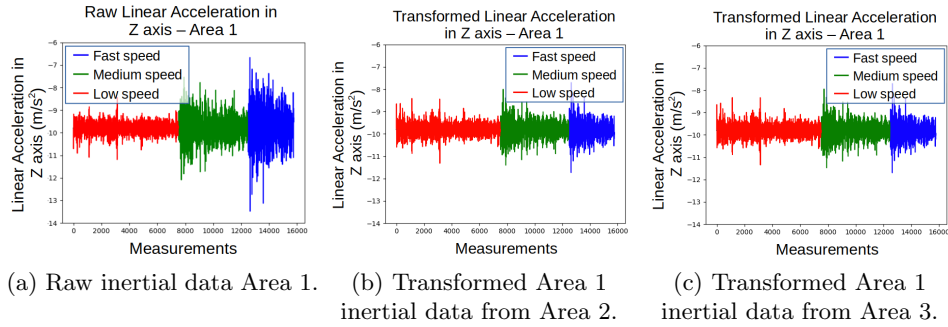 Raw Linear Acceleration in
Z axis – Area 1
Linear Acceleration in
Z axis (m/s²)
−6
−7
−8
−9
−10
−11
−12
−13
14
Fast speed
Medium speed
Low speed
0
2000
4000
6000
8000
10000
12000
14000
16000
Measurements
(a) Raw inertial data Area 1.
Transformed Linear Acceleration
in Z axis – Area 1
Linear Acceleration in
Z axis (m/s²)
−6
−7
−8
−9
−10
−11
−12
−13
−14
Fast speed
Medium speed
Low speed
0
2000
4000
6000
8000
10000
12000
14000
16000
Measurements
(b) Transformed Area 1
inertial data from Area 2.
Transformed Linear Acceleration
in Z axis – Area 1
Linear Acceleration in
Z axis (m/s²)
−6
−7
−8
−9
−10
−11
−12
−13
−14
Fast speed
Medium speed
Low speed
0
2000
4000
6000
8000
10000
12000
14000
16000
Measurements
(c) Transformed Area 1
inertial data from Area 3.